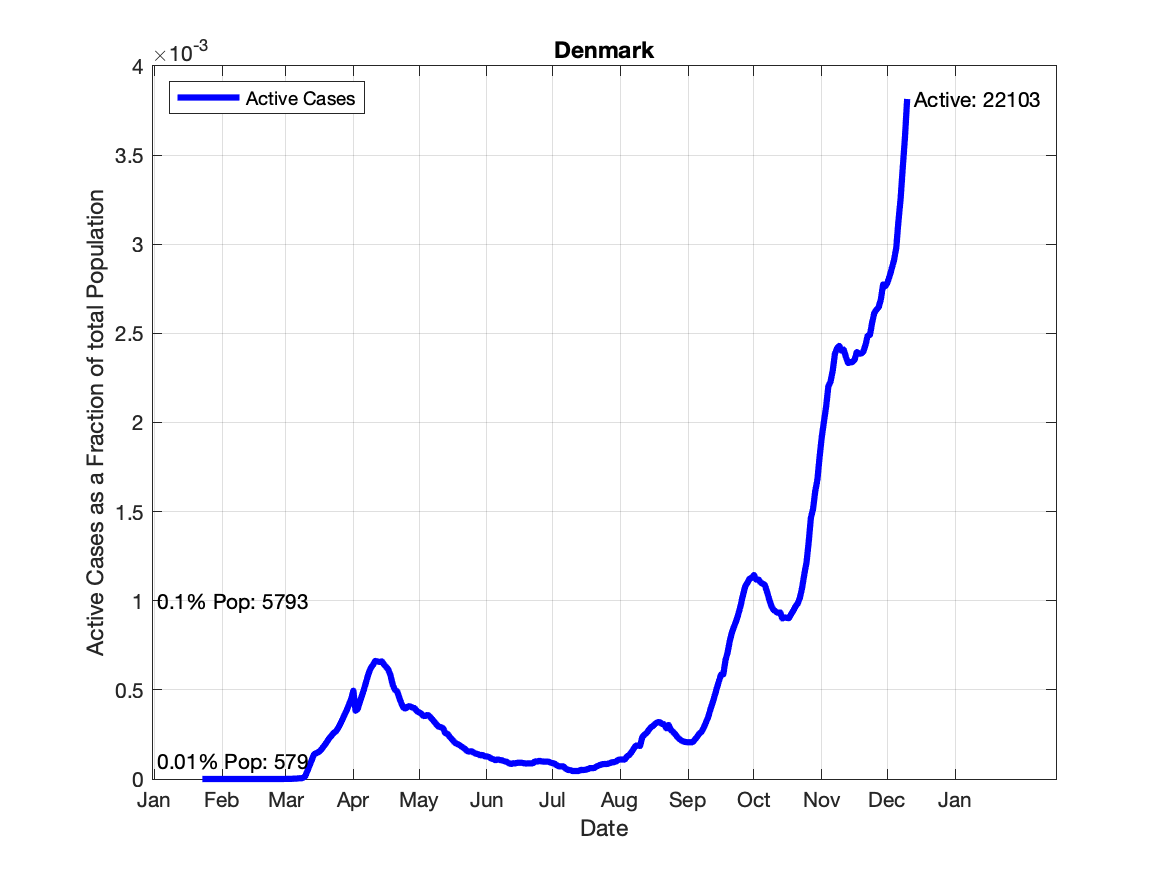 Denmark
×10-3
Active Cases
Active: 22103
4
3.5
3
2.5
2
1.5
1
0.5
0
0.1% Pop: 5793
0.01% Pop: 579
Active Cases as a Fraction of total Population
Jan Feb Mar Apr May Jun Jul Aug Sep Oct Nov Dec Jan
Date